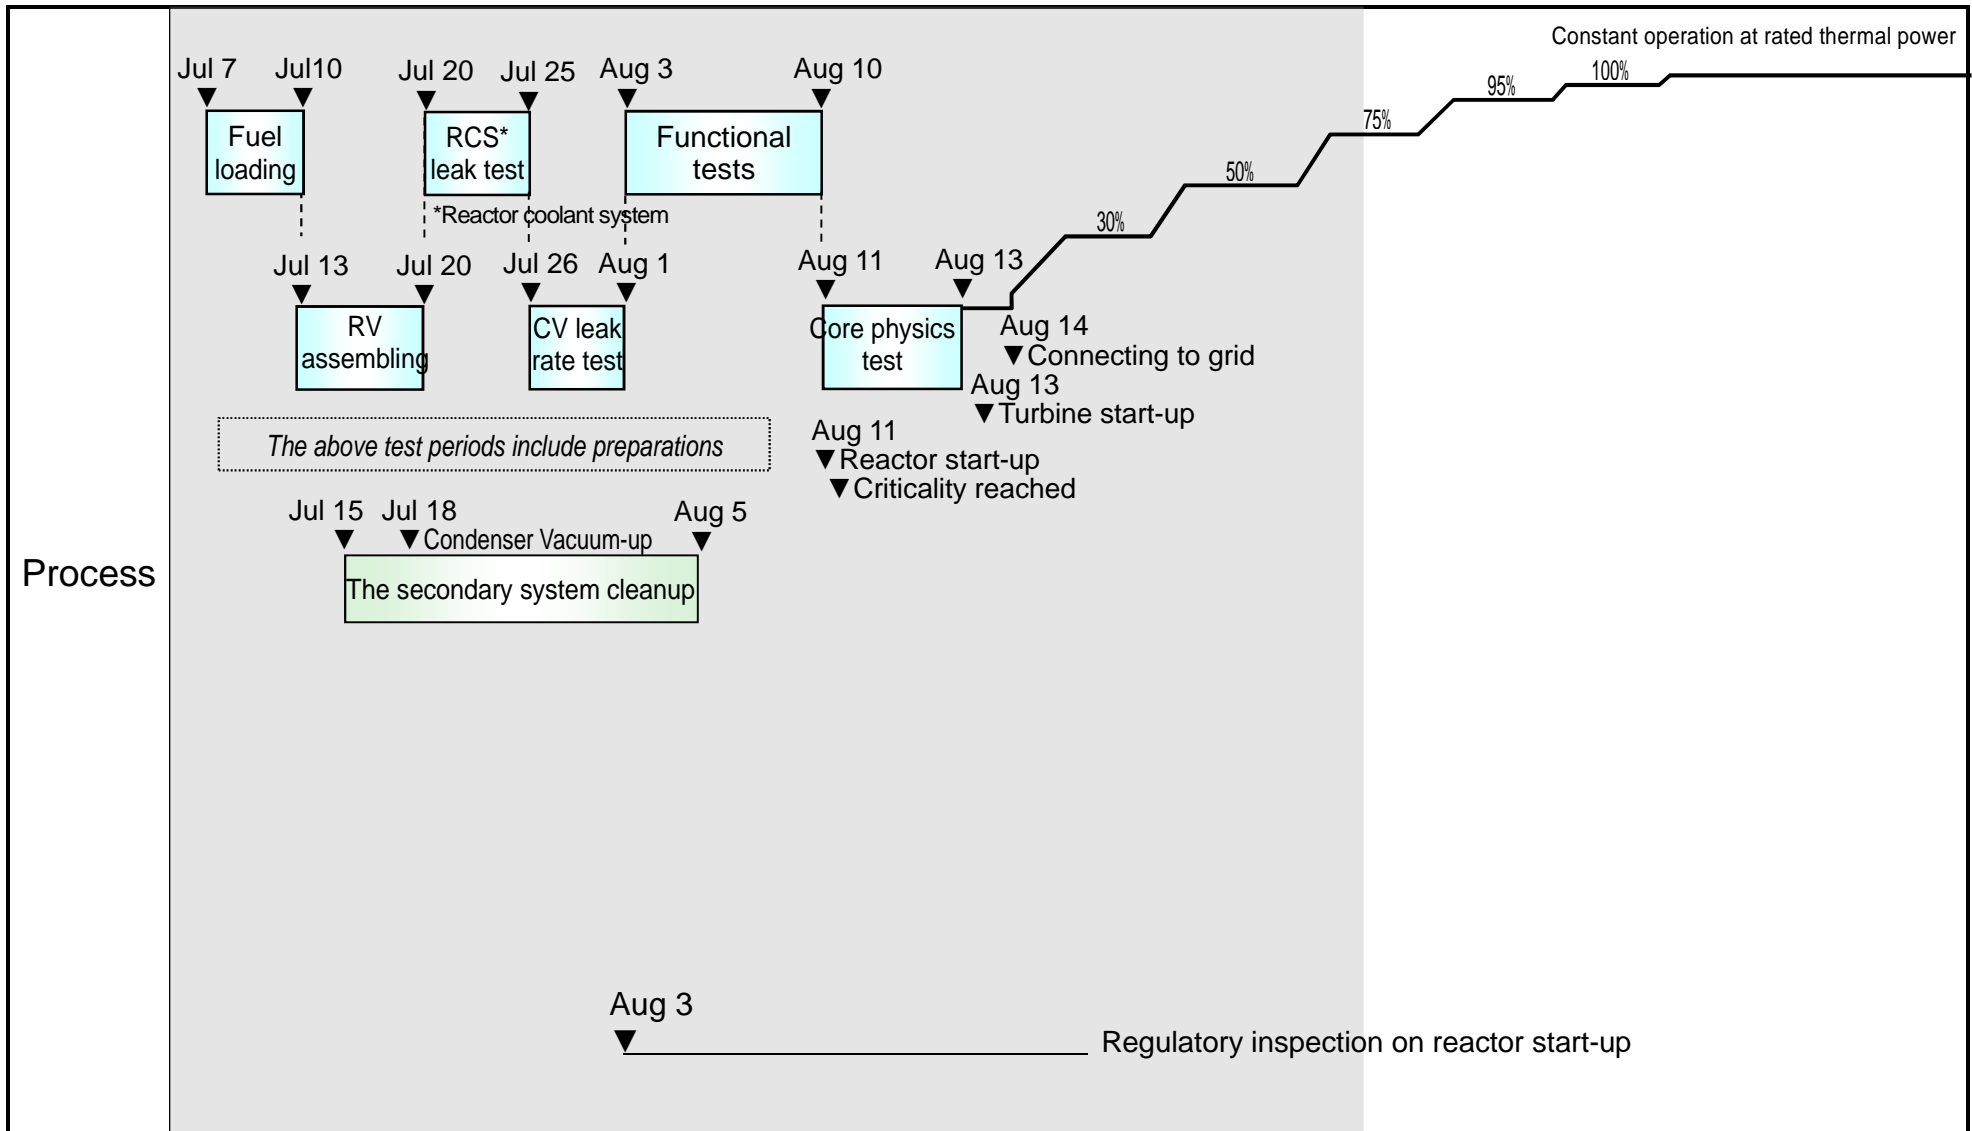 Constant operation at rated thermal power
Jul 7 Jul10 Jul 20 Jul 25 Aug 3 Aug 10
100%
95%
75%
50%
30%
Fuel
loading
RCS*
leak test
Functional
tests
*Reactor coolant system
Jul 13 Jul 20 Jul 26 Aug 1 Aug 11 Aug 13
RV
assembling
CV leak
rate test
Core physics
test
Aug 14
▼Connecting to grid
Aug 13
▼Turbine start-up
The above test periods include preparations
Aug 11
▼Reactor start-up
▼Criticality reached
Jul 15 Jul 18 Aug 5
▼Condenser Vacuum-up
The secondary system cleanup
Process
Aug 3
Regulatory inspection on reactor start-up